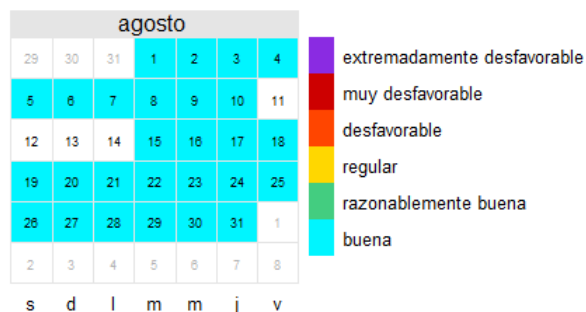 agosto
29 30 31 1 2 3 4
5 6 7 8 9 10 11
12 13 14 15 16 17 18
19 20 21 22 23 24 25
26 27 28 29 30 31 1
2 3 4 5 6 7 8
s d l m m j v
extremadamente desfavorable
muy desfavorable
desfavorable
regular
razonablemente buena
buena